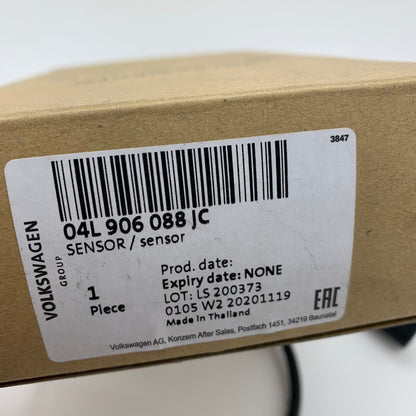 3847
04L 906 088 JC
SENSOR / sensor
VOLKSWAGEN
GROUP
1
Piece
Prod. date:
Expiry date: NONE
LOT: LS 200373
0105 W2 20201119
Made in Thailand
EAC
Volkswagen AG, Konzern After Sales, Postfach 1451, 34219 Baunatal